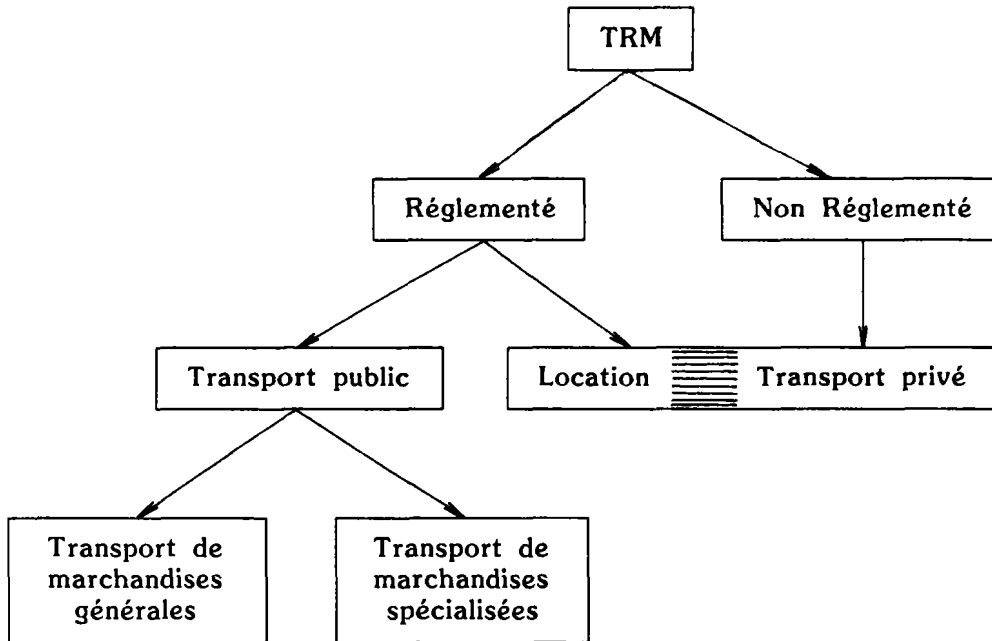 TRM
Réglementé
Non Réglementé
Transport public
Location
Transport privé
Transport de
marchandises
générales
Transport de
marchandises
spécialisées